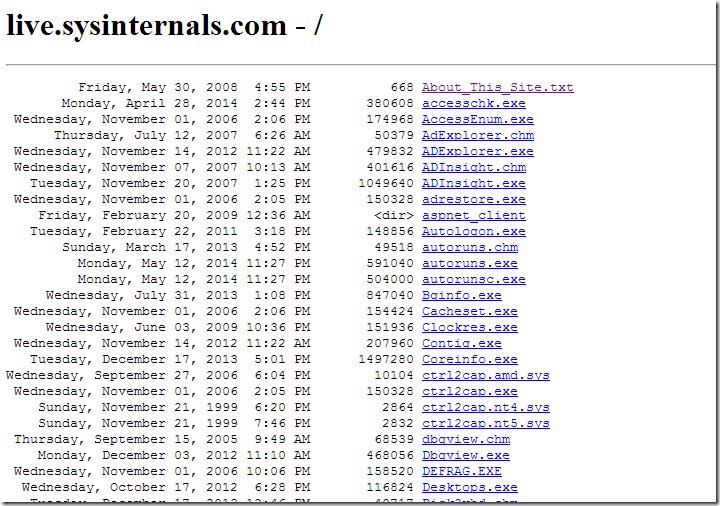 live.sysinternals.com - /
Friday, May 30, 2008 4:55 PM 668 About_This_Site.txt
Monday, April 28, 2014 2:44 PM 380608 accesschk.exe
Wednesday, November 01, 2006 2:06 PM 174968 AccessEnum.exe
Thursday, July 12, 2007 6:26 AM 50379 AdExplorer.chm
Wednesday, November 14, 2012 11:22 AM 479832 ADExplorer.exe
Wednesday, November 07, 2007 10:13 AM 401616 ADInsight.chm
Tuesday, November 20, 2007 1:25 PM 1049640 ADInsight.exe
Wednesday, November 01, 2006 2:05 PM 150328 adrestore.exe
Friday, February 20, 2009 12:36 AM <dir> aspnet_client
Tuesday, February 22, 2011 3:18 PM 148856 Autologon.exe
Sunday, March 17, 2013 4:52 PM 49518 autoruns.chm
Monday, May 12, 2014 11:27 PM 591040 autoruns.exe
Monday, May 12, 2014 11:27 PM 504000 autorunsc.exe
Wednesday, July 31, 2013 1:08 PM 847040 Bginfo.exe
Wednesday, November 01, 2006 2:06 PM 154424 Cacheset.exe
Wednesday, June 03, 2009 10:36 PM 151936 Clockres.exe
Wednesday, November 14, 2012 11:22 AM 207960 Contig.exe
Tuesday, December 17, 2013 5:01 PM 1497280 Coreinfo.exe
Wednesday, September 27, 2006 6:04 PM 10104 ctrl2cap.amd.sys
Wednesday, November 01, 2006 2:05 PM 150328 ctrl2cap.exe
Sunday, November 21, 1999 6:20 PM 2864 ctrl2cap.nt4.sys
Sunday, November 21, 1999 7:46 PM 2832 ctrl2cap.nt5.sys
Thursday, September 15, 2005 9:49 AM 68539 dbgview.chm
Monday, December 03, 2012 11:10 AM 468056 Dbgview.exe
Wednesday, November 01, 2006 10:06 PM 158520 DEFRAG.EXE
Wednesday, October 17, 2012 6:28 PM 116824 Desktops.exe